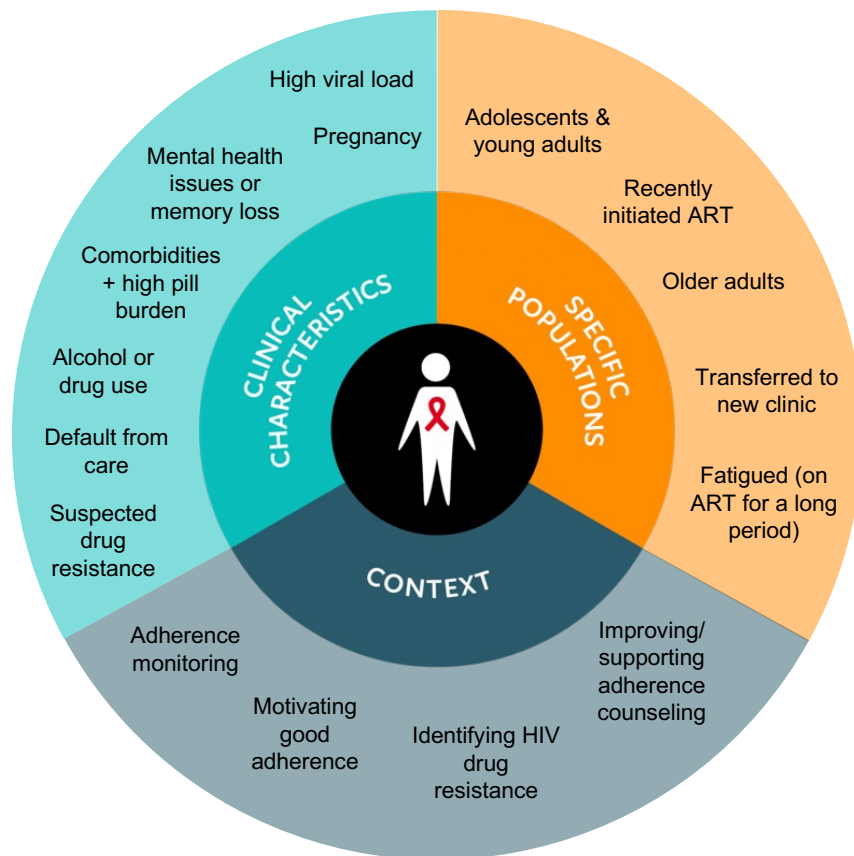 High viral load
Pregnancy
Mental health
issues or
memory loss
Comorbidities
+ high pill
burden
Alcohol or
drug use
Default from
care
Suspected
drug
resistance
CLINICAL
CHARACTERISTICS
Adolescents &
young adults
Recently
initiated ART
Older adults
Transferred to
new clinic
Fatigued (on
ART for a long
period)
SPECIFIC
POPULATIONS
CONTEXT
Adherence
monitoring
Motivating
good
adherence
Identifying HIV
drug
resistance
Improving/
supporting
adherence
counseling